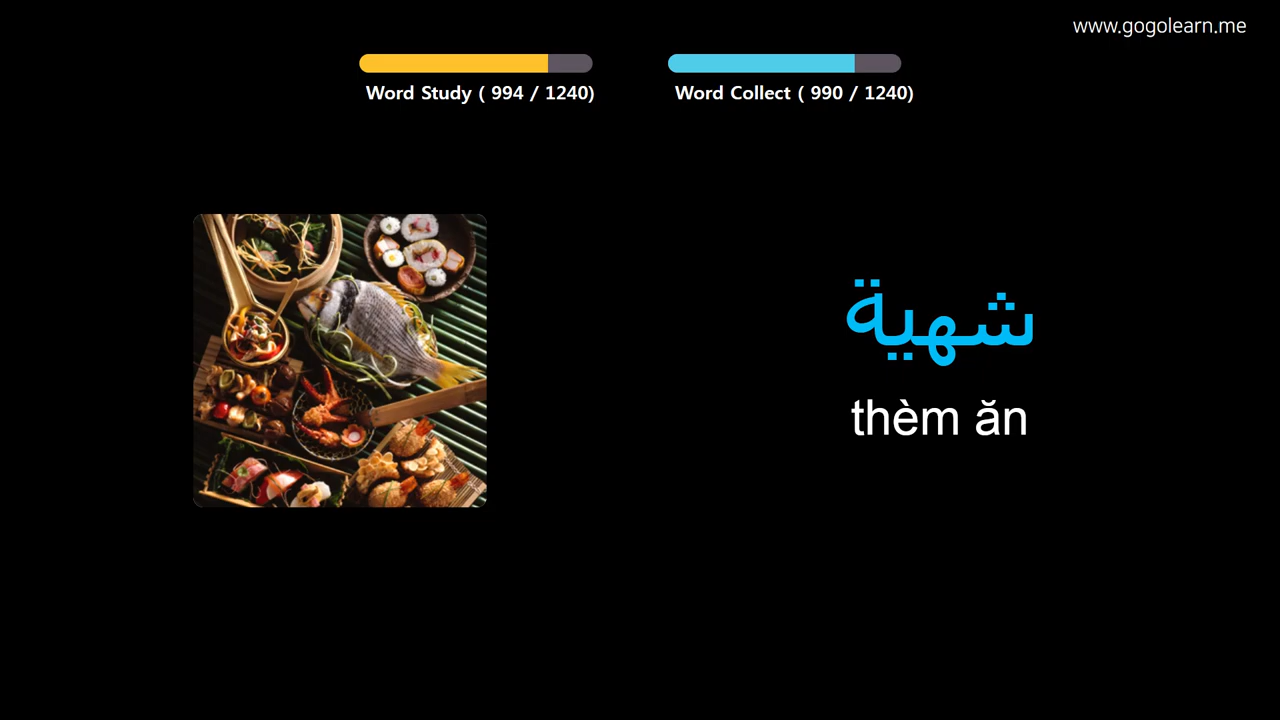 www.gogolearn.me
Word Study ( 994 / 1240)
Word Collect ( 990 / 1240)
شهية
thèm ăn